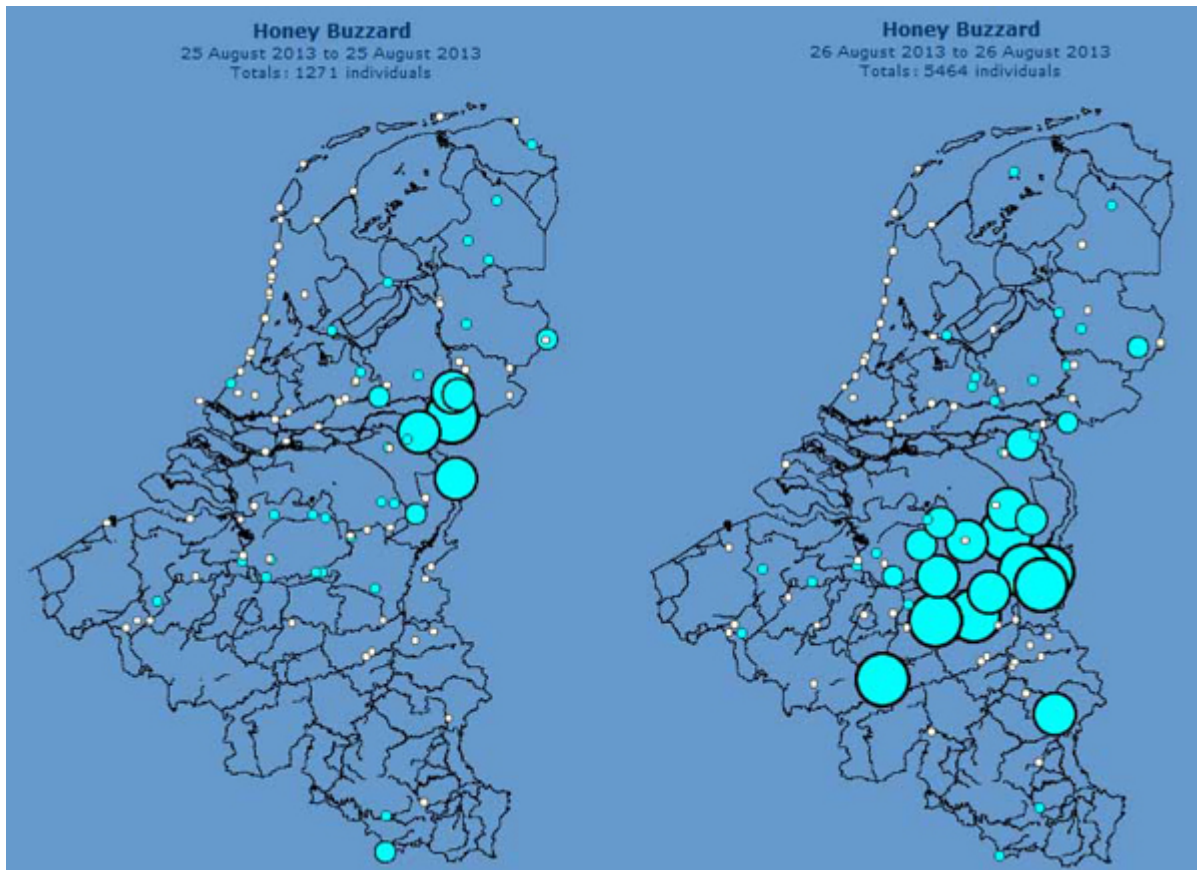 Honey Buzzard
25 August 2013 to 25 August 2013
Totals: 1271 individuals
Honey Buzzard
26 August 2013 to 26 August 2013
Totals: 5464 individuals